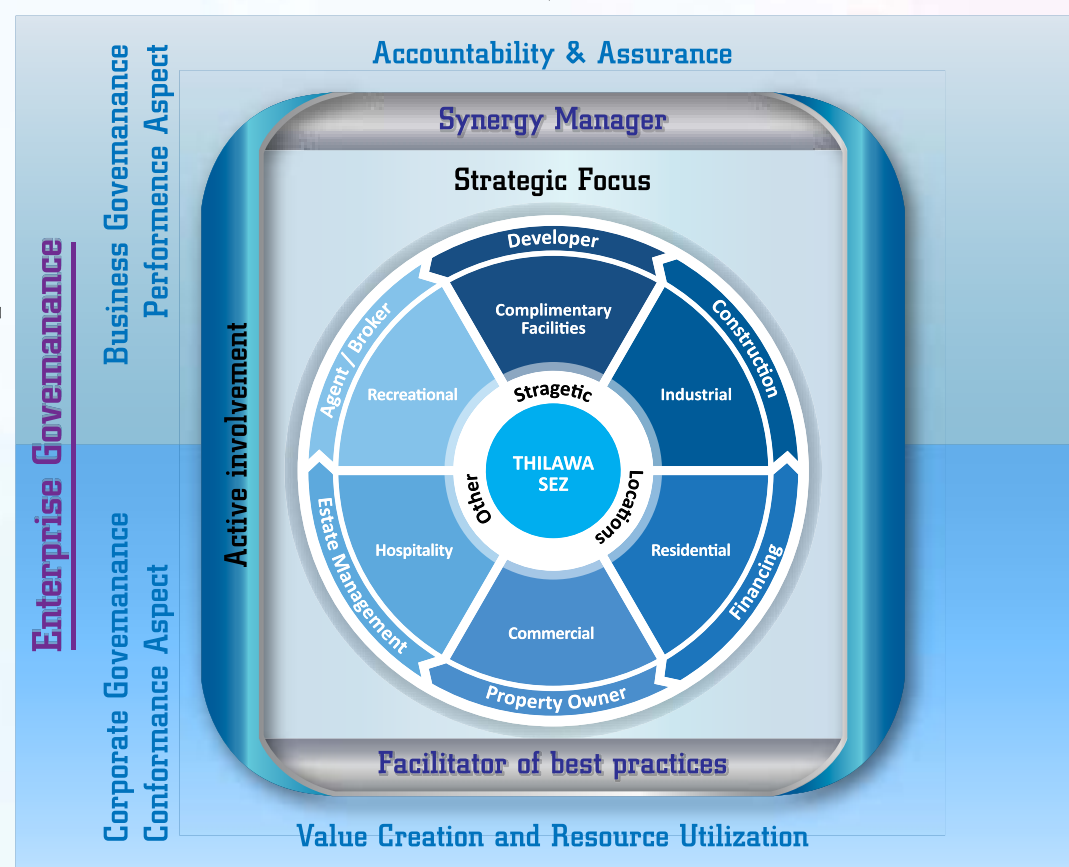 Accountability & Assurance
Synergy Manager
Strategic Focus
Enterprise Govemanance
Business Govemanance
Performence Aspect
Corporate Govemanance
Conformance Aspect
Active involvement
Developer
Construction
Financing
Property Owner
Estate Management
Agent / Broker
Complimentary
Facilities
Industrial
Residential
Commercial
Hospitality
Recreational
Stragetic
Locations
Other
THILAWA
SEZ
Facilitator of best practices
Value Creation and Resource Utilization